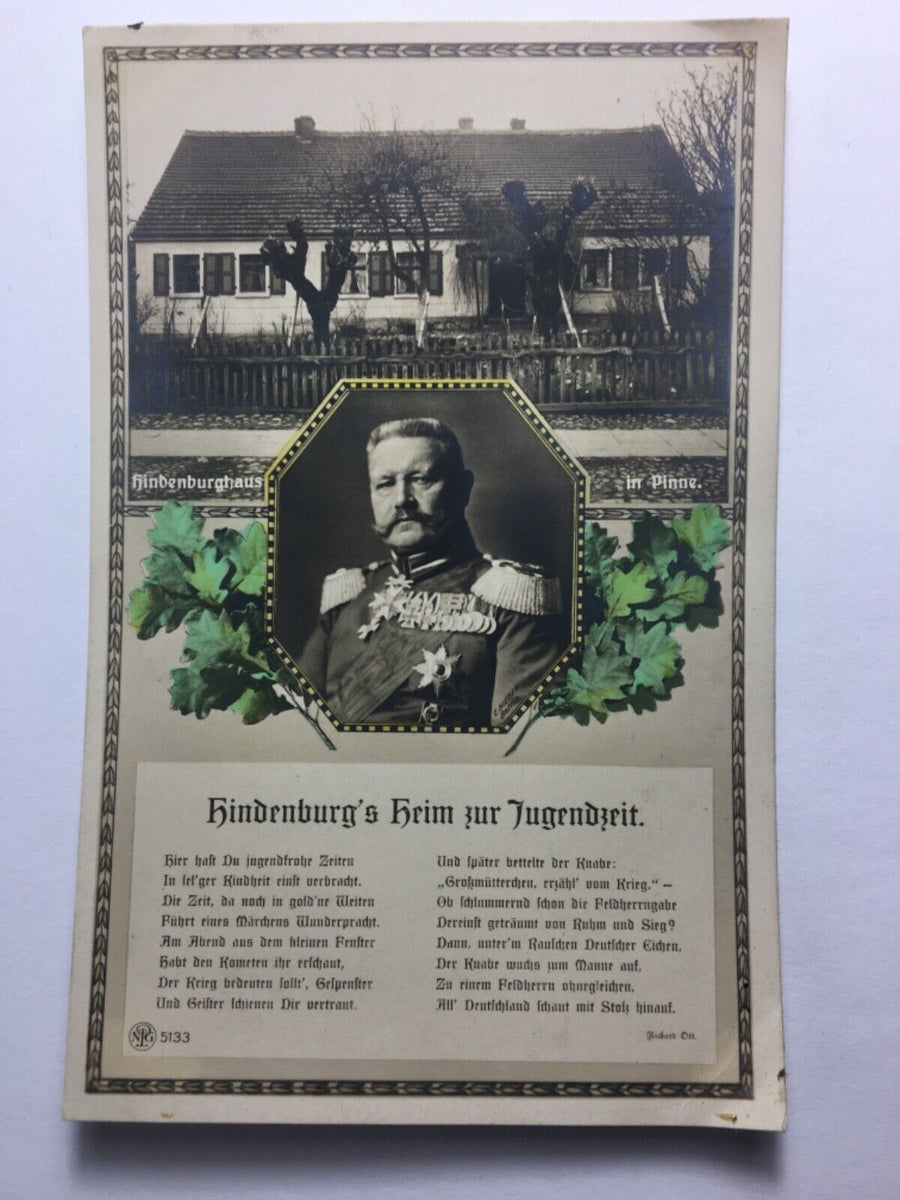 Hindenburghaus in Pinne.
Hindenburg's Heim zur Jugendzeit.
Hier hast Du jugendfrohe Zeiten
In sel'ger Kindheit einst verbracht.
Die Zeit, da noch in gold'ne Weiten
Führt eines Märchens Wunderpracht.
Am Abend aus dem kleinen Fenster
Habt den Kometen ihr erschaut,
Der Krieg bedeuten sollt', Gespenster
Und Geister schienen Dir vertraut.
Und später bettelte der Knabe:
„Großmütterchen, erzähl' vom Krieg." —
Ob schlummernd schon die Feldherrngabe
Dereinst geträumt von Ruhm und Sieg?
Dann, unter'm Rauschen Deutscher Eichen,
Der Knabe wuchs zum Manne auf,
Zu einem Feldherrn ohnegleichen,
All' Deutschland schaut mit Stolz hinauf.
NPG 5133
Richard Ott.